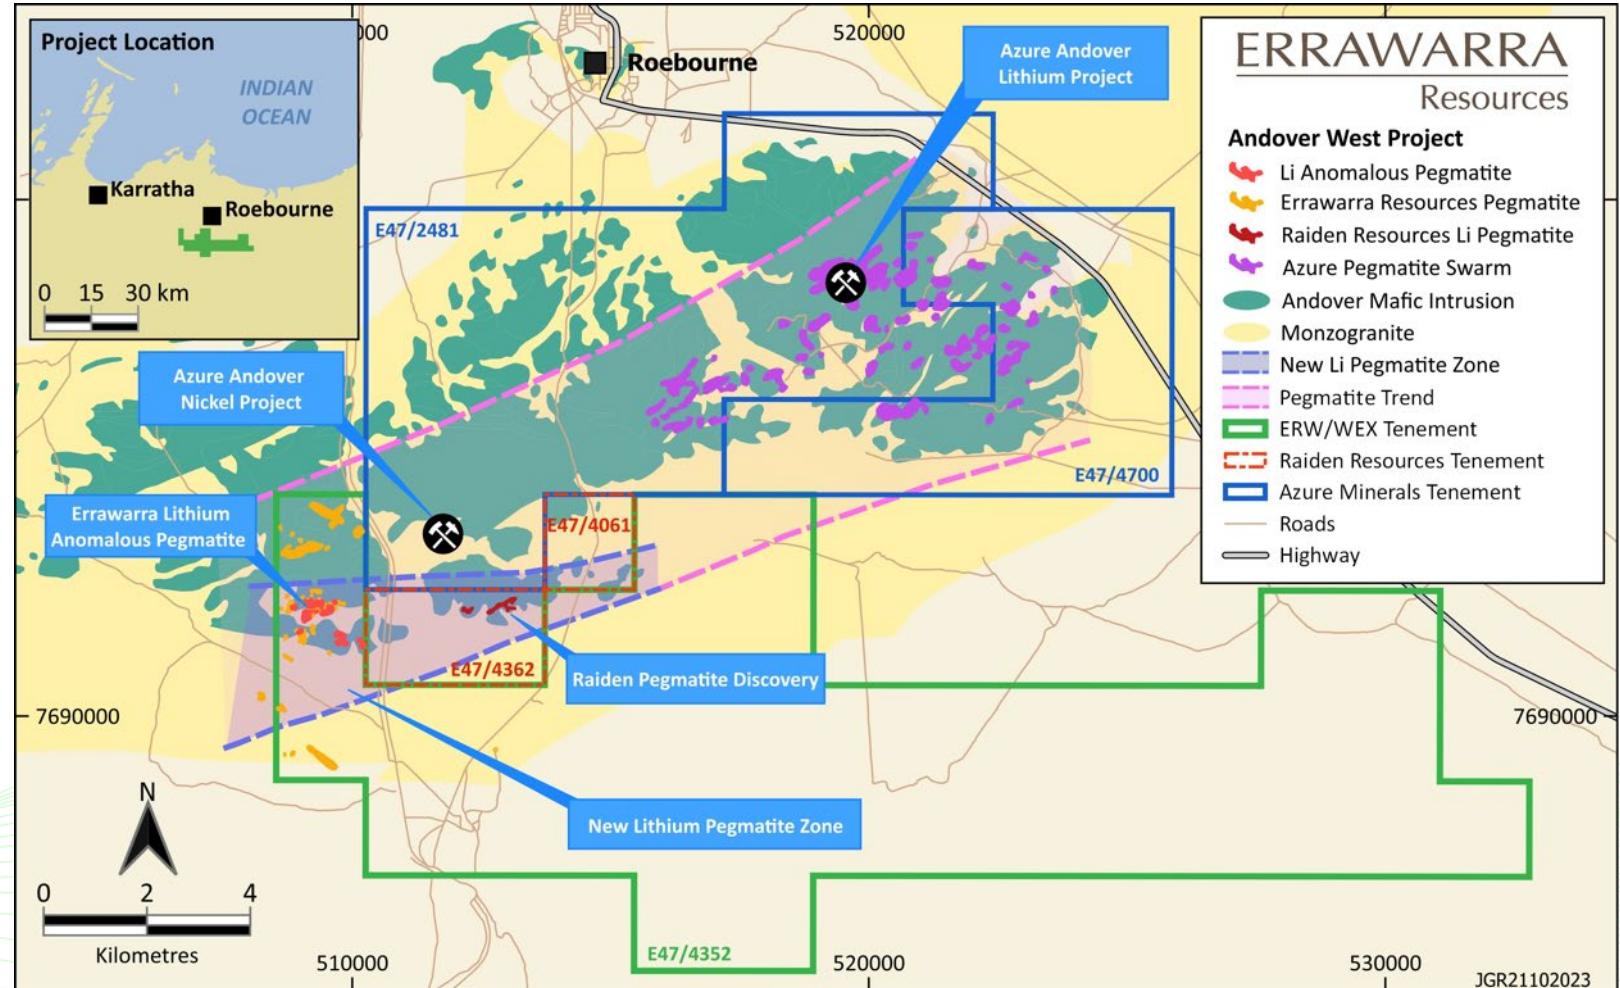 Project Location
INDIAN
OCEAN
Karratha
Roebourne
0 15 30 km
000
520000
Roebourne
Azure Andover
Lithium Project
ERRAWARRA
Resources
Andover West Project
Li Anomalous Pegmatite
Errawarra Resources Pegmatite
Raiden Resources Li Pegmatite
Azure Pegmatite Swarm
Andover Mafic Intrusion
Monzogranite
New Li Pegmatite Zone
Pegmatite Trend
ERW/WEX Tenement
Raiden Resources Tenement
Azure Minerals Tenement
Roads
Highway
E47/2481
Azure Andover
Nickel Project
E47/4700
Errawarra Lithium
Anomalous Pegmatite
E47/4061
E47/4362
Raiden Pegmatite Discovery
7690000
7690000
New Lithium Pegmatite Zone
N
0 2 4
Kilometres
E47/4352
510000
520000
530000
JGR21102023